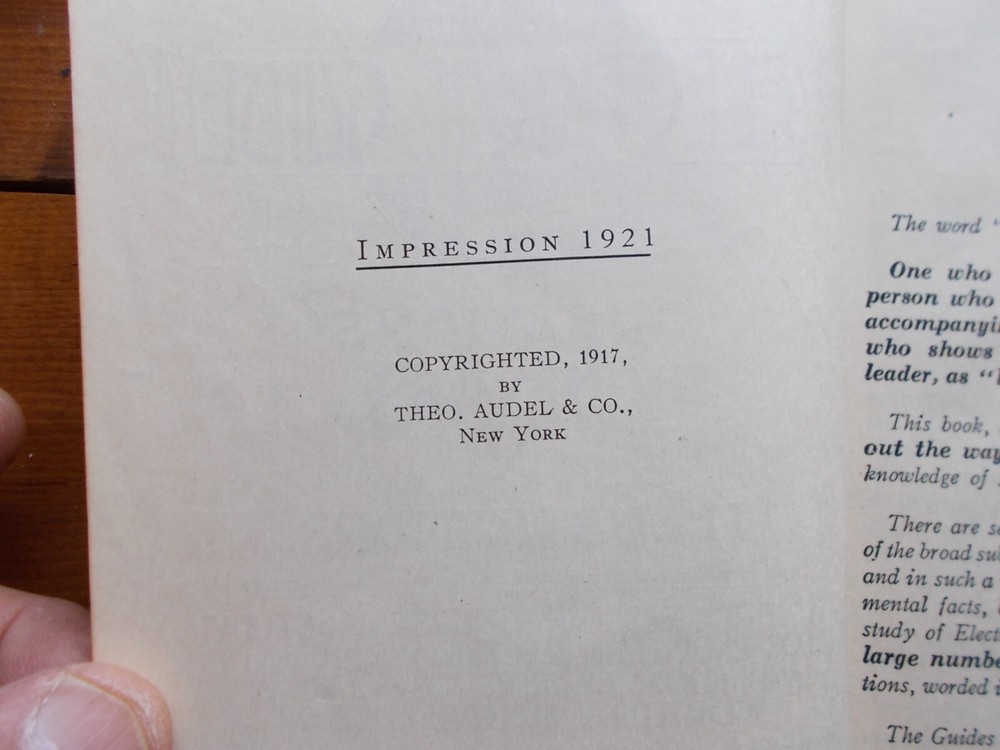 IMPRESSION 1921
COPYRIGHTED, 1917,
BY
THEO. AUDEL & CO.,
NEW YORK
The word
One who
person who
who shows
leader, as
This book,
out the way
knowledge of
There are
of the broad
and in such a
mental facts,
study of
large
tions, worded
The Guides